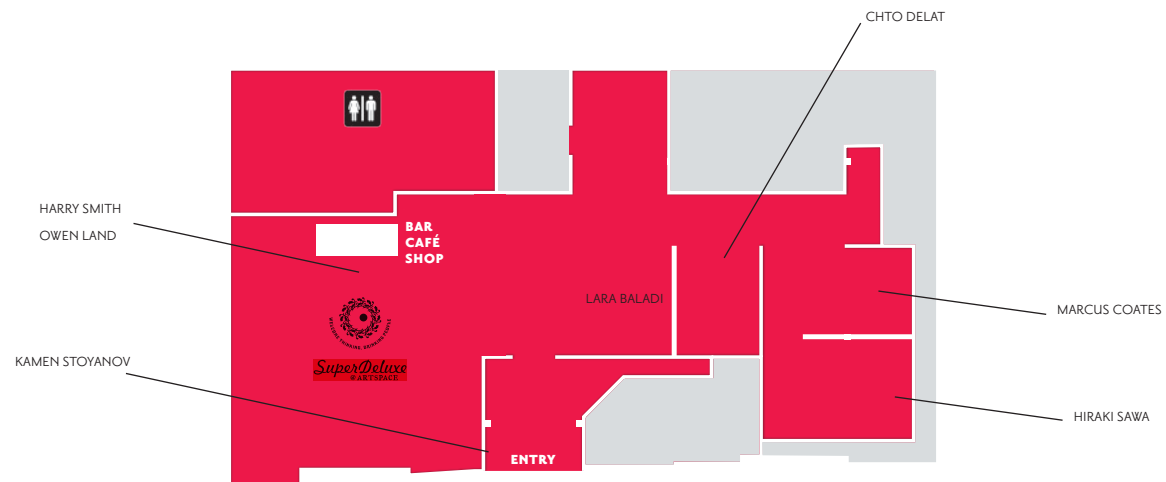 CHTO DELAT
HARRY SMITH
OWEN LAND
BAR
CAFÉ
SHOP
LARA BALADI
MARCUS COATES
KAMEN STOYANOV
SuperDeluxe
@ARTSPACE
HIRAKI SAWA
ENTRY